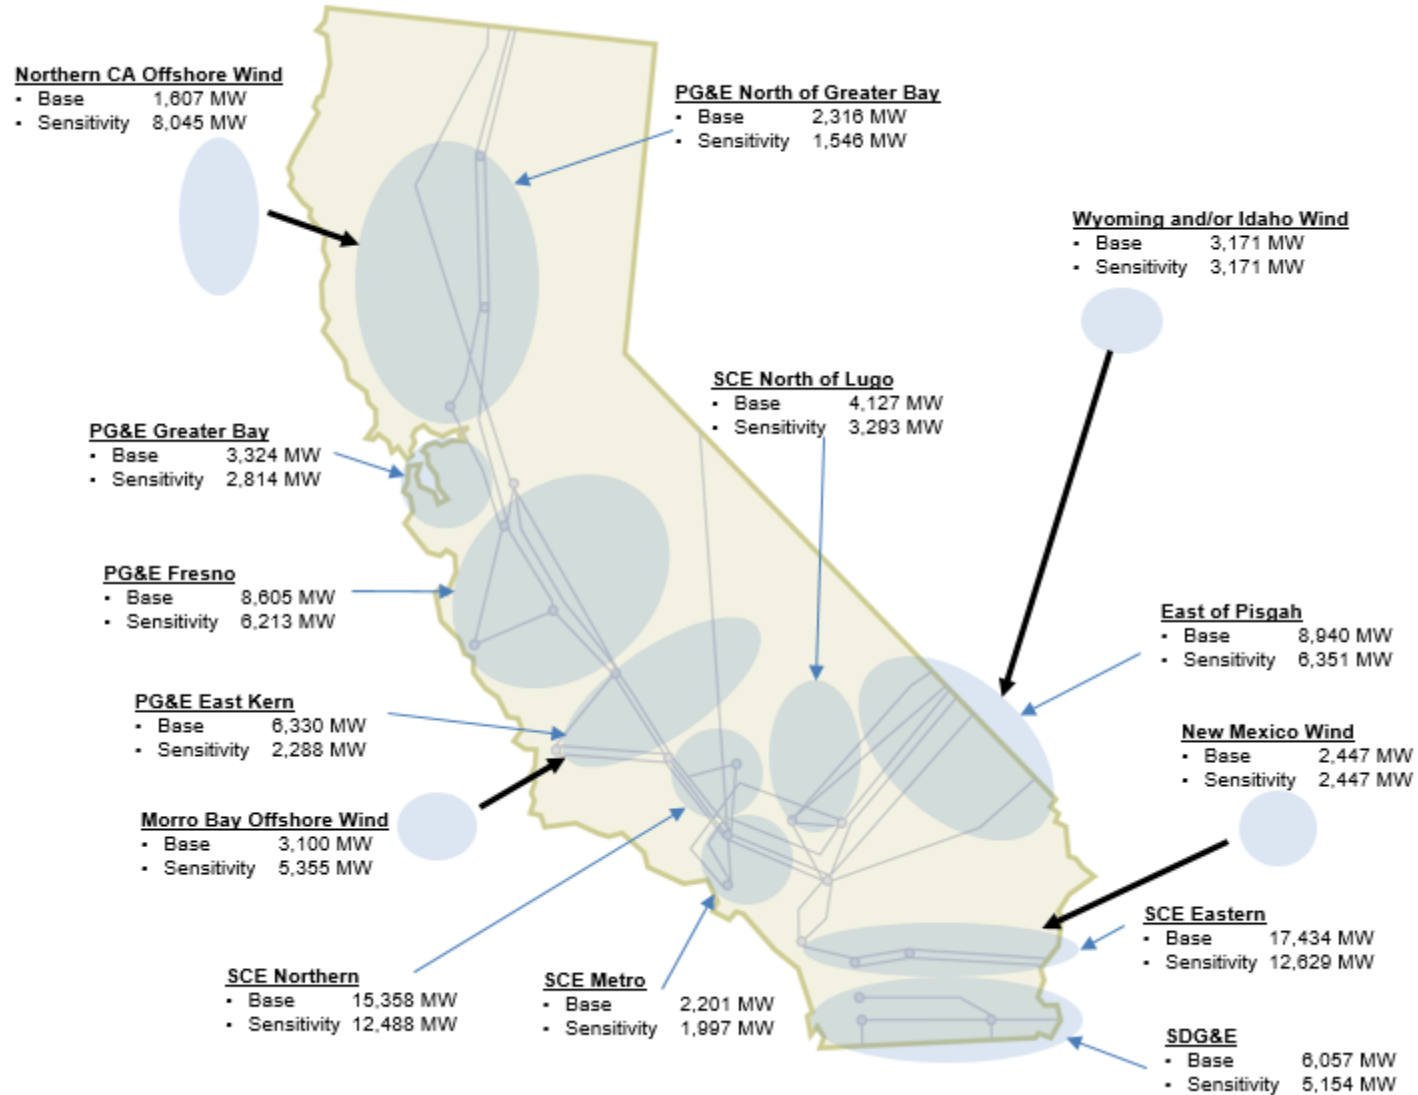 Northern CA Offshore Wind
▪ Base 1,607 MW
▪ Sensitivity 8,045 MW
PG&E North of Greater Bay
▪ Base 2,316 MW
▪ Sensitivity 1,546 MW
Wyoming and/or Idaho Wind
▪ Base 3,171 MW
▪ Sensitivity 3,171 MW
SCE North of Lugo
▪ Base 4,127 MW
▪ Sensitivity 3,293 MW
PG&E Greater Bay
▪ Base 3,324 MW
▪ Sensitivity 2,814 MW
PG&E Fresno
▪ Base 8,605 MW
▪ Sensitivity 6,213 MW
East of Pisgah
▪ Base 8,940 MW
▪ Sensitivity 6,351 MW
PG&E East Kern
▪ Base 6,330 MW
▪ Sensitivity 2,288 MW
New Mexico Wind
▪ Base 2,447 MW
▪ Sensitivity 2,447 MW
Morro Bay Offshore Wind
▪ Base 3,100 MW
▪ Sensitivity 5,355 MW
SCE Eastern
▪ Base 17,434 MW
▪ Sensitivity 12,629 MW
SCE Northern
▪ Base 15,358 MW
▪ Sensitivity 12,488 MW
SCE Metro
▪ Base 2,201 MW
▪ Sensitivity 1,997 MW
SDG&E
▪ Base 6,057 MW
▪ Sensitivity 5,154 MW